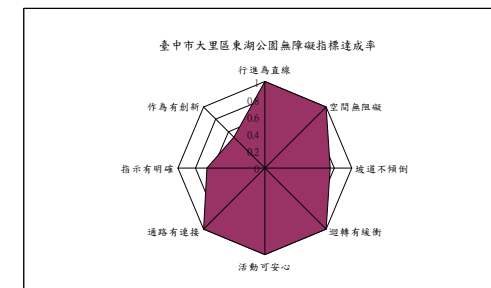 臺中市大里區東湖公園無障礙指標達成率
行進為直線
1
0.8
0.6
0.4
0.2
0
作為有創新
空間無阻礙
指示有明確
坡道不傾倒
通路有連接
迴轉有緩衝
活動可安心